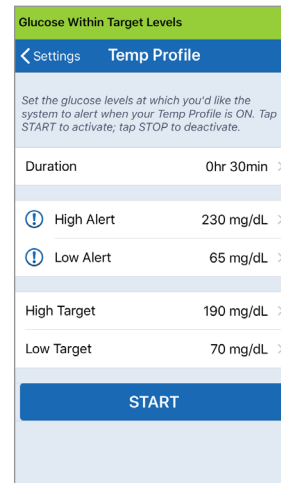 Glucose Within Target Levels
Settings Temp Profile
Set the glucose levels at which you'd like the
system to alert when your Temp Profile is ON. Tap
START to activate; tap STOP to deactivate.
Duration 0hr 30min
High Alert 230 mg/dL
Low Alert 65 mg/dL
High Target 190 mg/dL
Low Target 70 mg/dL
START